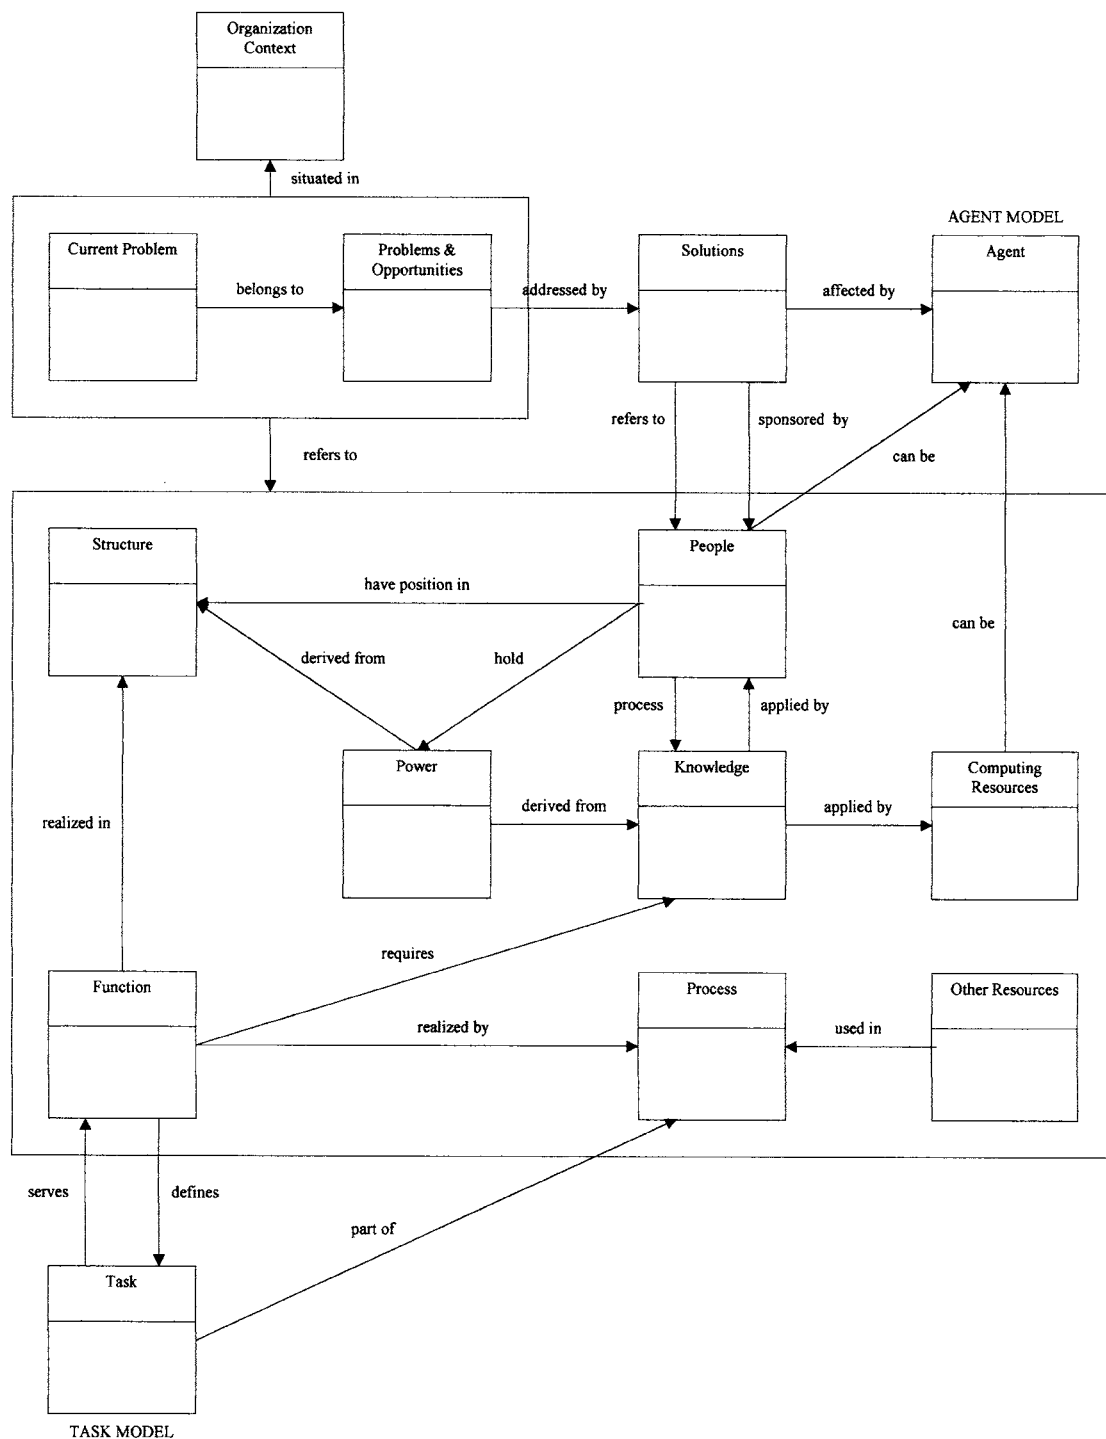 Organization
Context
situated in
AGENT MODEL
Current Problem
Problems &
Opportunities
Solutions
Agent
belongs to
addressed by
affected by
refers to
sponsored by
refers to
can be
Structure
People
have position in
can be
derived from
hold
process
applied by
Power
Knowledge
Computing
Resources
realized in
derived from
applied by
requires
Function
Process
Other Resources
realized by
used in
serves
defines
part of
Task
TASK MODEL